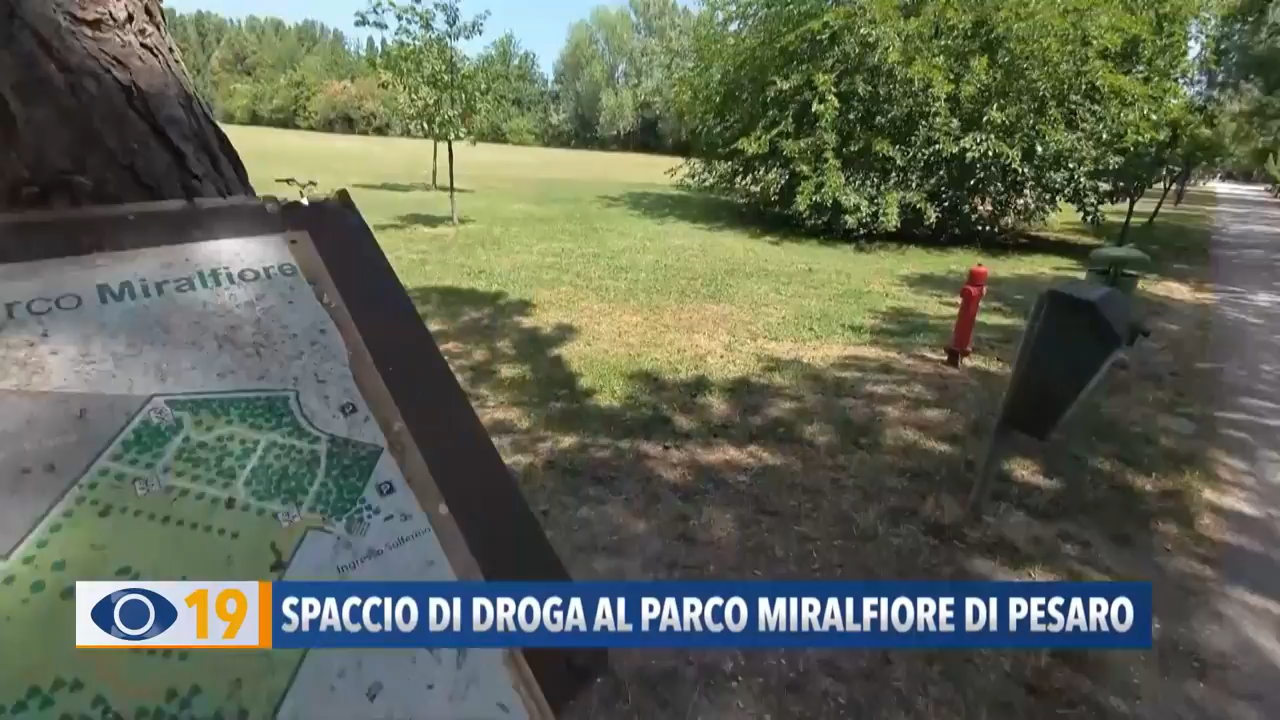 rco Miralfiore
P
P
Ingresso Solferino
19 SPACCIO DI DROGA AL PARCO MIRALFIORE DI PESARO